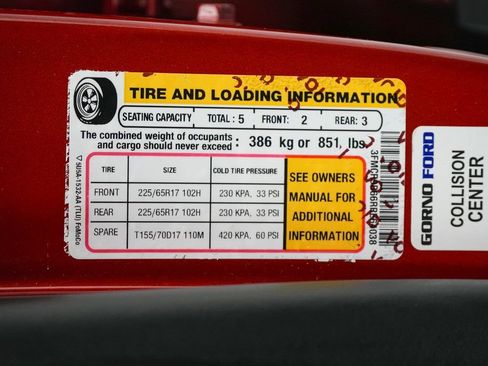 TIRE AND LOADING INFORMATION
SEATING CAPACITY TOTAL : 5 FRONT: 2 REAR: 3
The combined weight of occupants and cargo should never exceed : 386 kg or 851 lbs.
TIRE SIZE COLD TIRE PRESSURE
FRONT 225/65R17 102H 230 KPA, 33 PSI
REAR 225/65R17 102H 230 KPA, 33 PSI
SPARE T155/70D17 110M 420 KPA, 60 PSI
SEE OWNERS
MANUAL FOR
ADDITIONAL
INFORMATION
GORNO FORD
COLLISION
CENTER